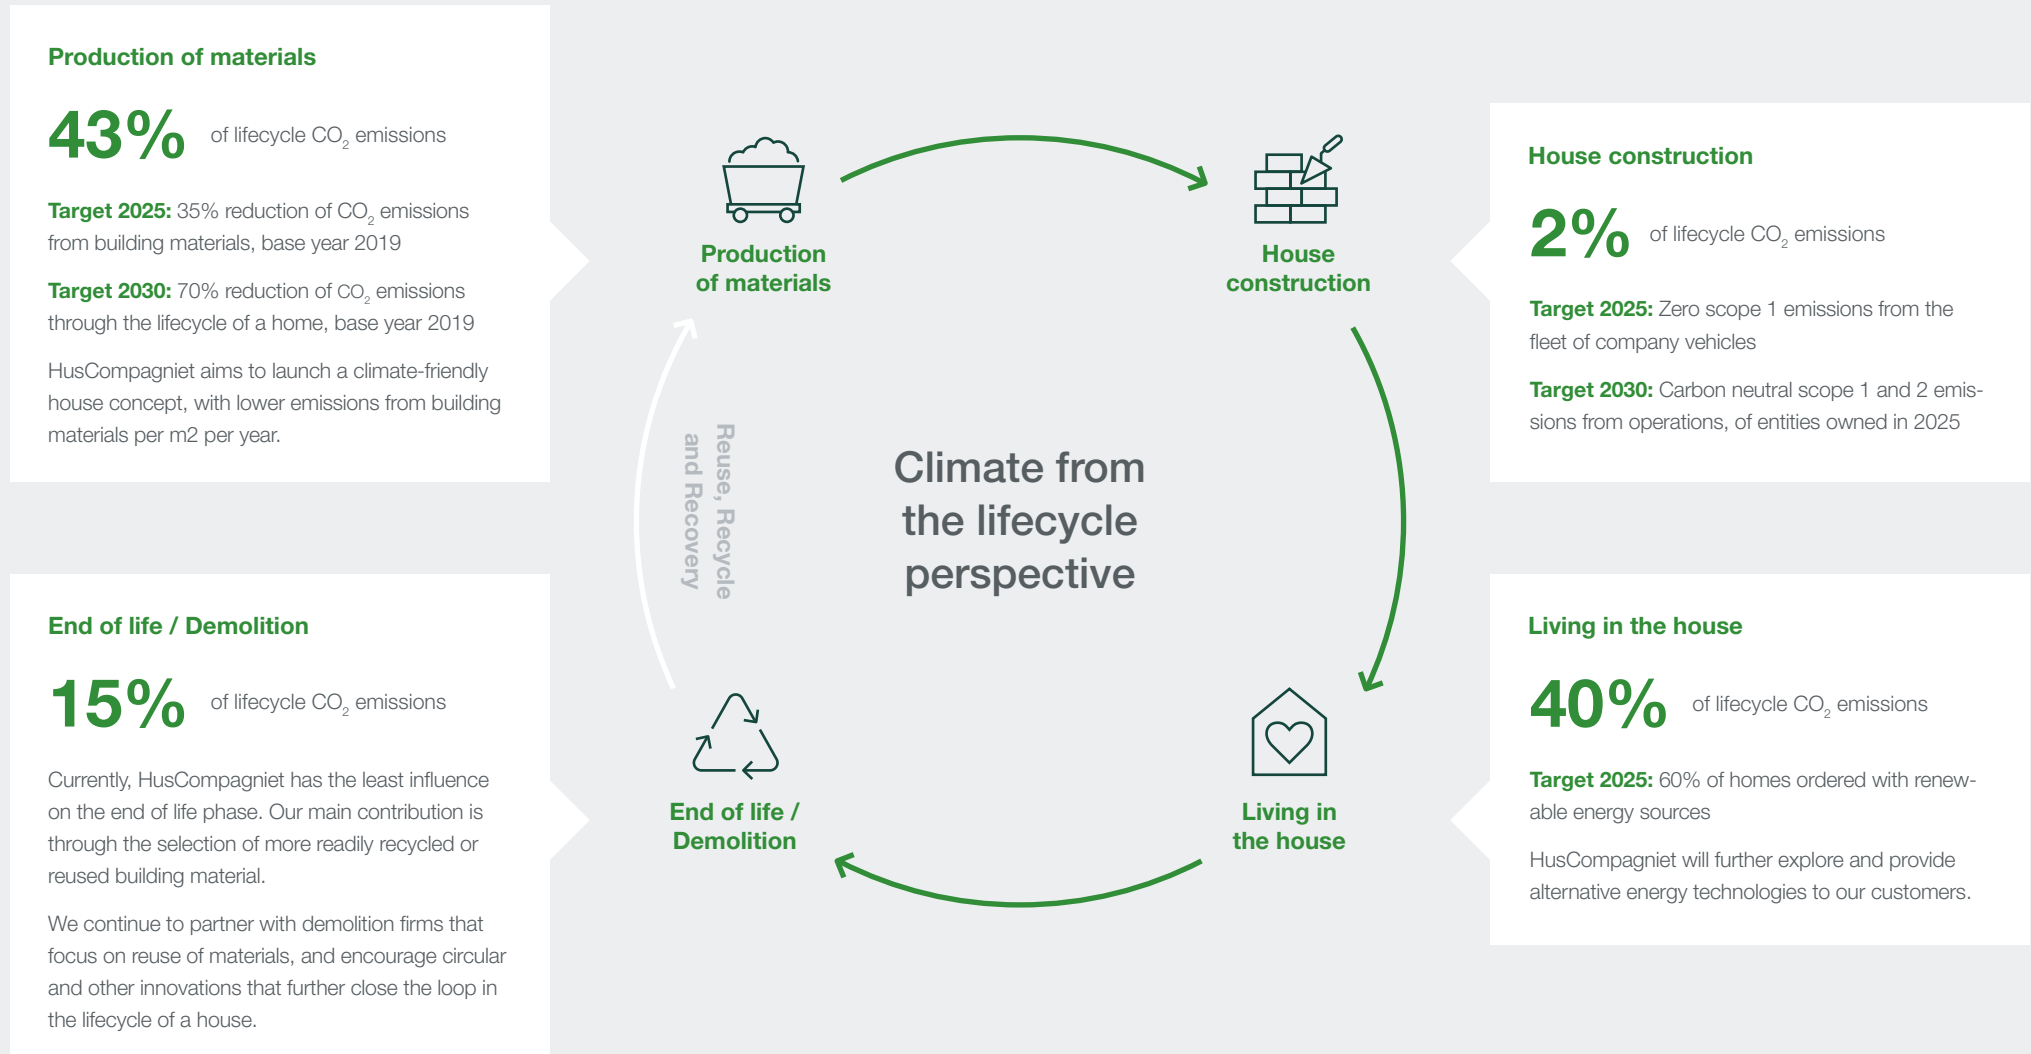 Production of materials
43% of lifecycle CO₂ emissions
Target 2025: 35% reduction of CO₂ emissions
from building materials, base year 2019
Target 2030: 70% reduction of CO₂ emissions
through the lifecycle of a home, base year 2019
HusCompagniet aims to launch a climate-friendly
house concept, with lower emissions from building
materials per m2 per year.
Production
of materials
House
construction
House construction
2% of lifecycle CO₂ emissions
Target 2025: Zero scope 1 emissions from the
fleet of company vehicles
Target 2030: Carbon neutral scope 1 and 2 emis-
sions from operations, of entities owned in 2025
Reuse, Recycle
and Recovery
Climate from
the lifecycle
perspective
End of life / Demolition
15% of lifecycle CO₂ emissions
Currently, HusCompagniet has the least influence
on the end of life phase. Our main contribution is
through the selection of more readily recycled or
reused building material.
We continue to partner with demolition firms that
focus on reuse of materials, and encourage circular
and other innovations that further close the loop in
the lifecycle of a house.
End of life /
Demolition
Living in
the house
Living in the house
40% of lifecycle CO₂ emissions
Target 2025: 60% of homes ordered with renew-
able energy sources
HusCompagniet will further explore and provide
alternative energy technologies to our customers.